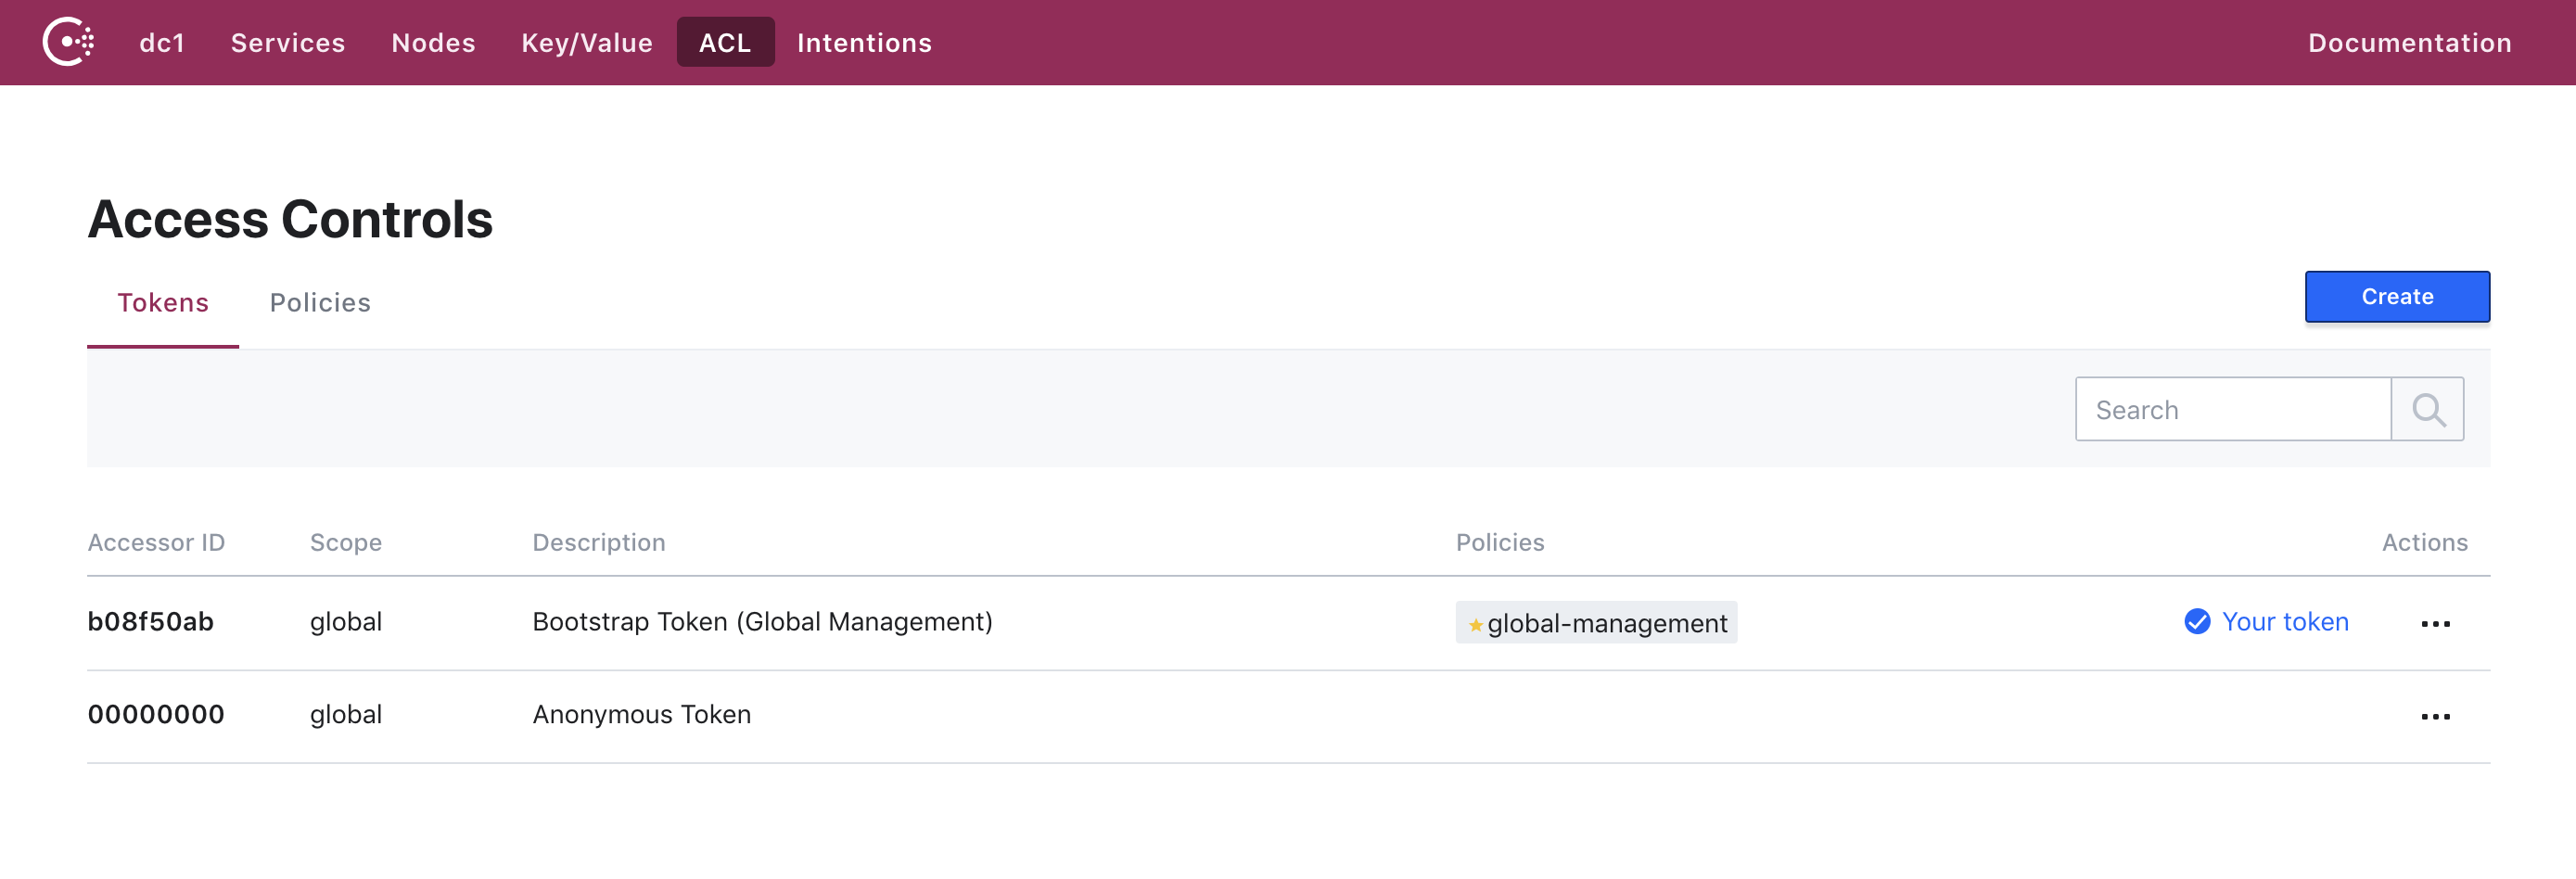 dc1 Services Nodes Key/Value ACL Intentions Documentation
Access Controls
Tokens Policies Create
Search
Accessor ID Scope Description Policies Actions
b08f50ab global Bootstrap Token (Global Management) global-management Your token
00000000 global Anonymous Token